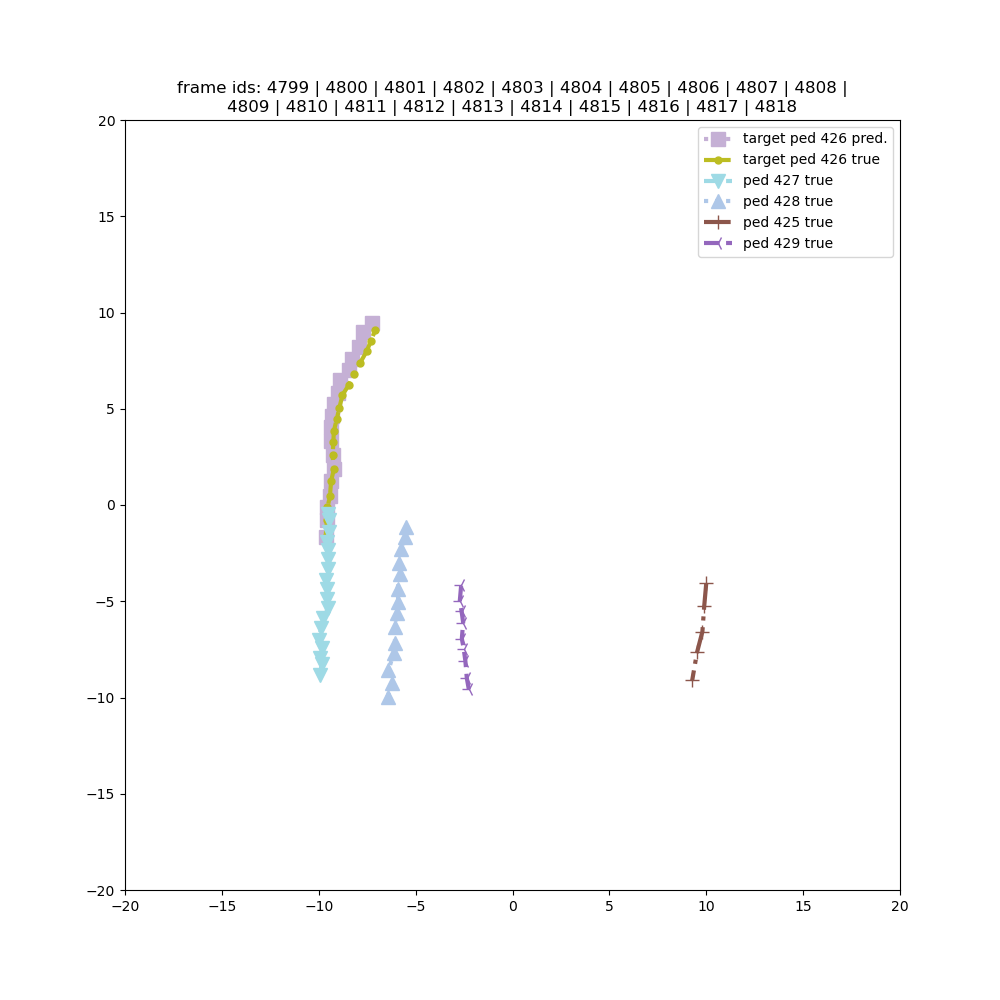 frame ids: 4799 | 4800 | 4801 | 4802 | 4803 | 4804 | 4805 | 4806 | 4807 | 4808 |
4809 | 4810 | 4811 | 4812 | 4813 | 4814 | 4815 | 4816 | 4817 | 4818
target ped 426 pred.
target ped 426 true
ped 427 true
ped 428 true
ped 425 true
ped 429 true
20
15
10
5
0
−5
−10
−15
−20
−20 −15 −10 −5 0 5 10 15 20